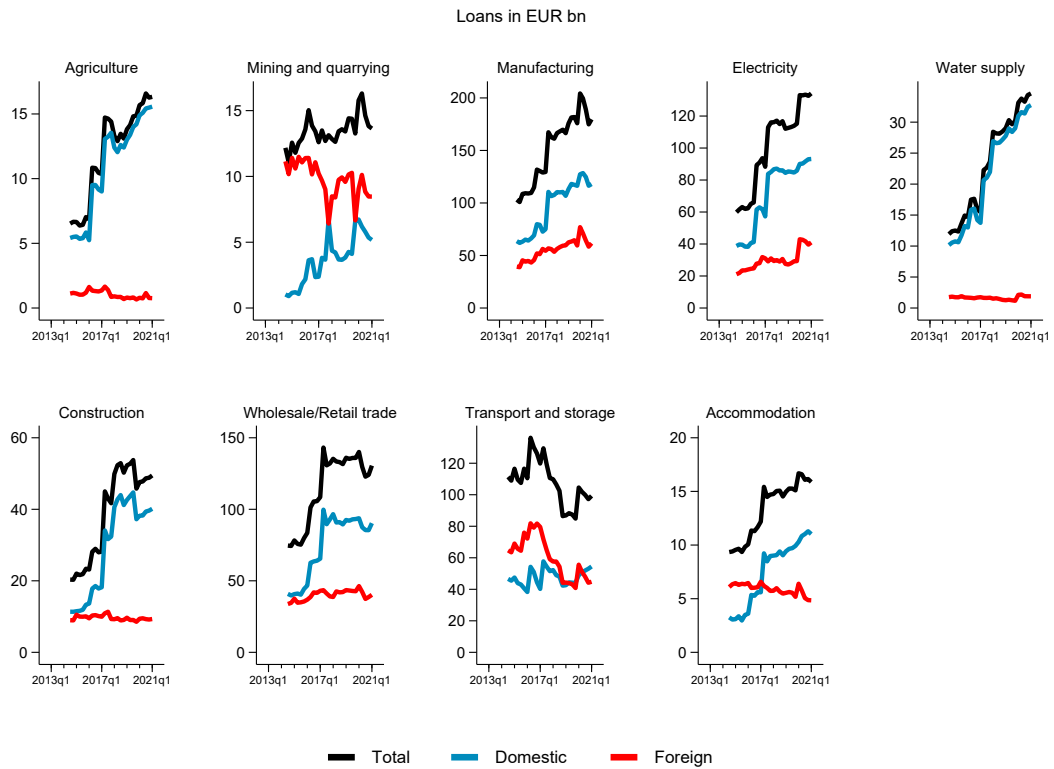 Loans in EUR bn
Agriculture
15
10
5
0
2013q1 2017q1 2021q1
Mining and quarrying
15
10
5
0
2013q1 2017q1 2021q1
Manufacturing
200
150
100
50
0
2013q1 2017q1 2021q1
Electricity
120
100
80
60
40
20
0
2013q1 2017q1 2021q1
Water supply
30
25
20
15
10
5
0
2013q1 2017q1 2021q1
Construction
60
40
20
0
2013q1 2017q1 2021q1
Wholesale/Retail trade
150
100
50
0
2013q1 2017q1 2021q1
Transport and storage
120
100
80
60
40
20
0
2013q1 2017q1 2021q1
Accommodation
20
15
10
5
0
2013q1 2017q1 2021q1
Total Domestic Foreign